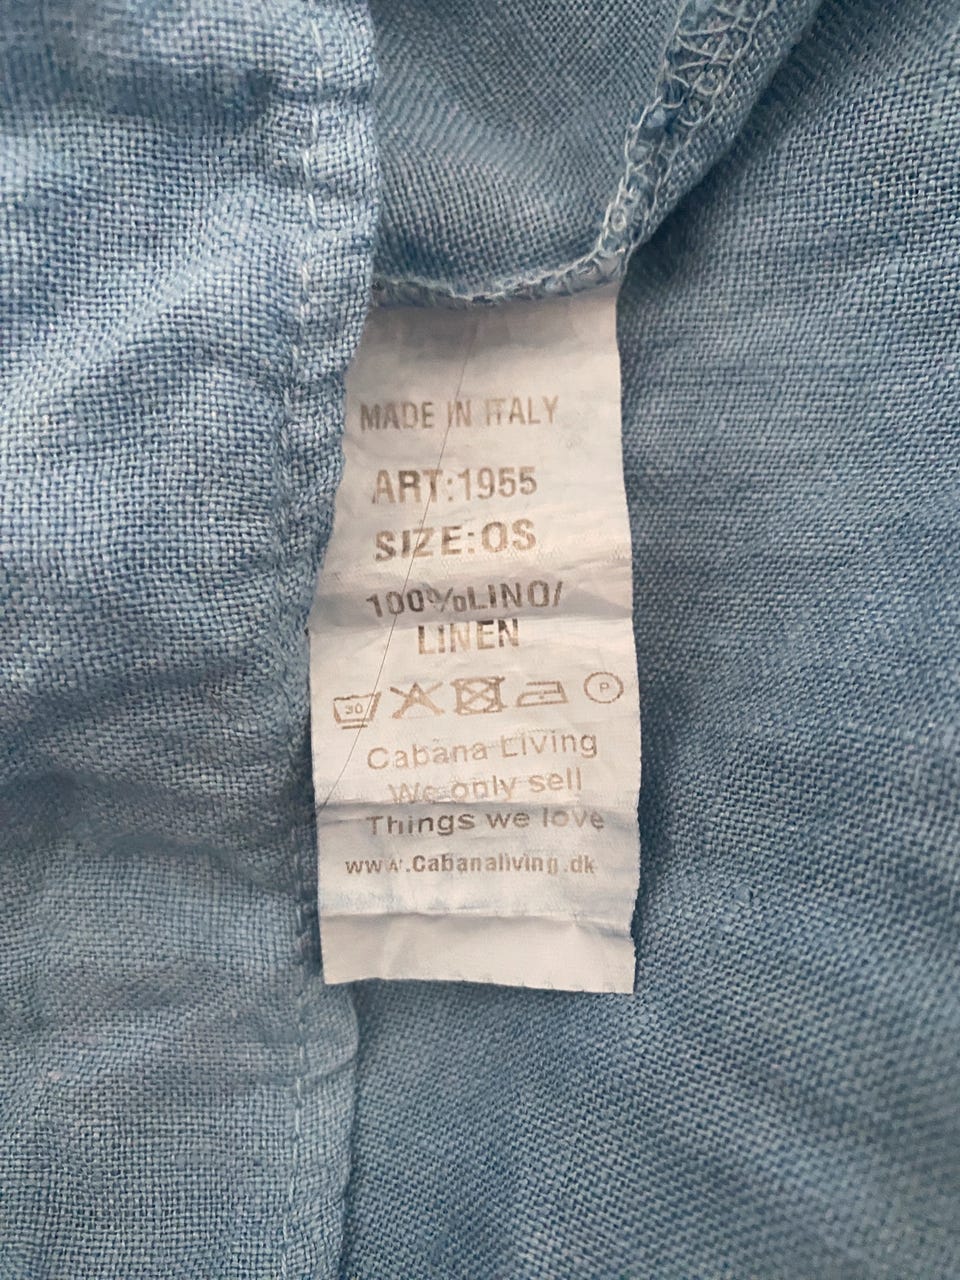 MADE IN ITALY
ART:1955
SIZE:OS
100%LINO/
LINEN
30 P
Cabana Living
We only sell
Things we love
www.Cabanaliving.dk